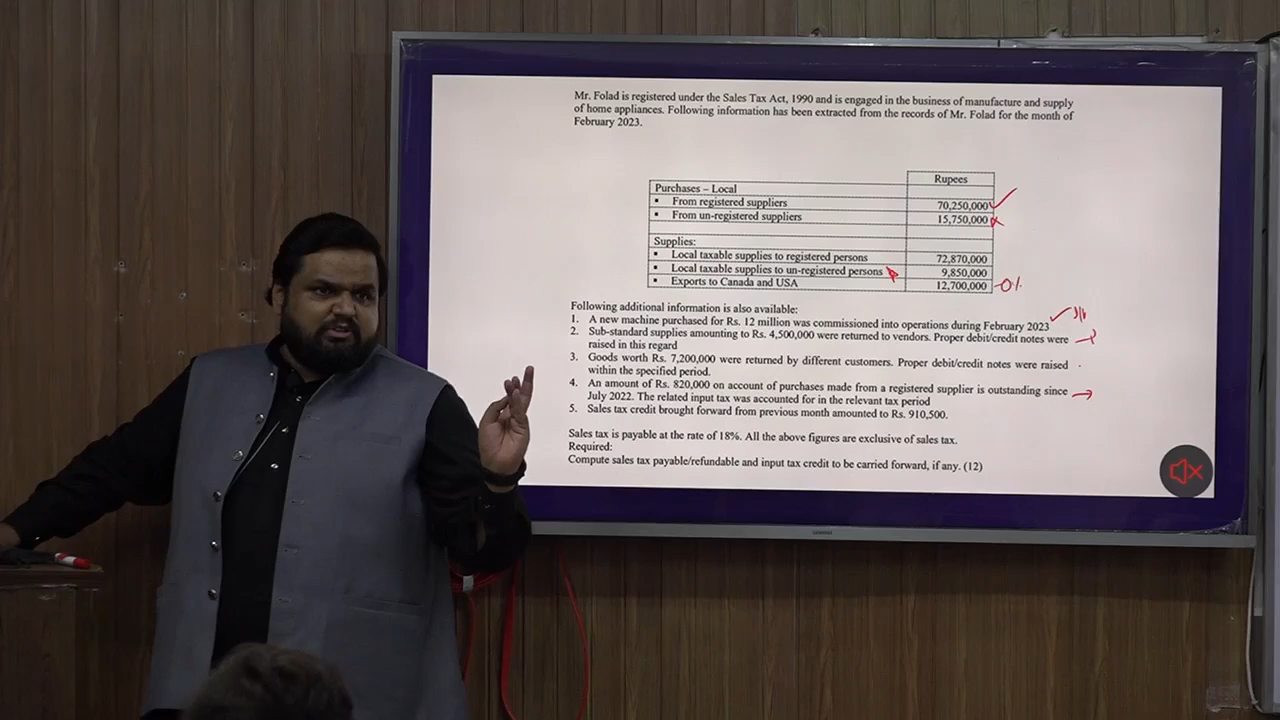 Mr. Folad is registered under the Sales Tax Act, 1990 and is engaged in the business of manufacture and supply
of home appliances. Following information has been extracted from the records of Mr. Folad for the month of
February 2023.
Rupees
Purchases – Local
▪ From registered suppliers 70,250,000
▪ From un-registered suppliers 15,750,000
Supplies:
▪ Local taxable supplies to registered persons 72,870,000
▪ Local taxable supplies to un-registered persons 9,850,000
▪ Exports to Canada and USA 12,700,000 0%
Following additional information is also available:
1. A new machine purchased for Rs. 12 million was commissioned into operations during February 2023
2. Sub-standard supplies amounting to Rs. 4,500,000 were returned to vendors. Proper debit/credit notes were
raised in this regard
3. Goods worth Rs. 7,200,000 were returned by different customers. Proper debit/credit notes were raised
within the specified period.
4. An amount of Rs. 820,000 on account of purchases made from a registered supplier is outstanding since
July 2022. The related input tax was accounted for in the relevant tax period
5. Sales tax credit brought forward from previous month amounted to Rs. 910,500.
Sales tax is payable at the rate of 18%. All the above figures are exclusive of sales tax.
Required:
Compute sales tax payable/refundable and input tax credit to be carried forward, if any. (12)